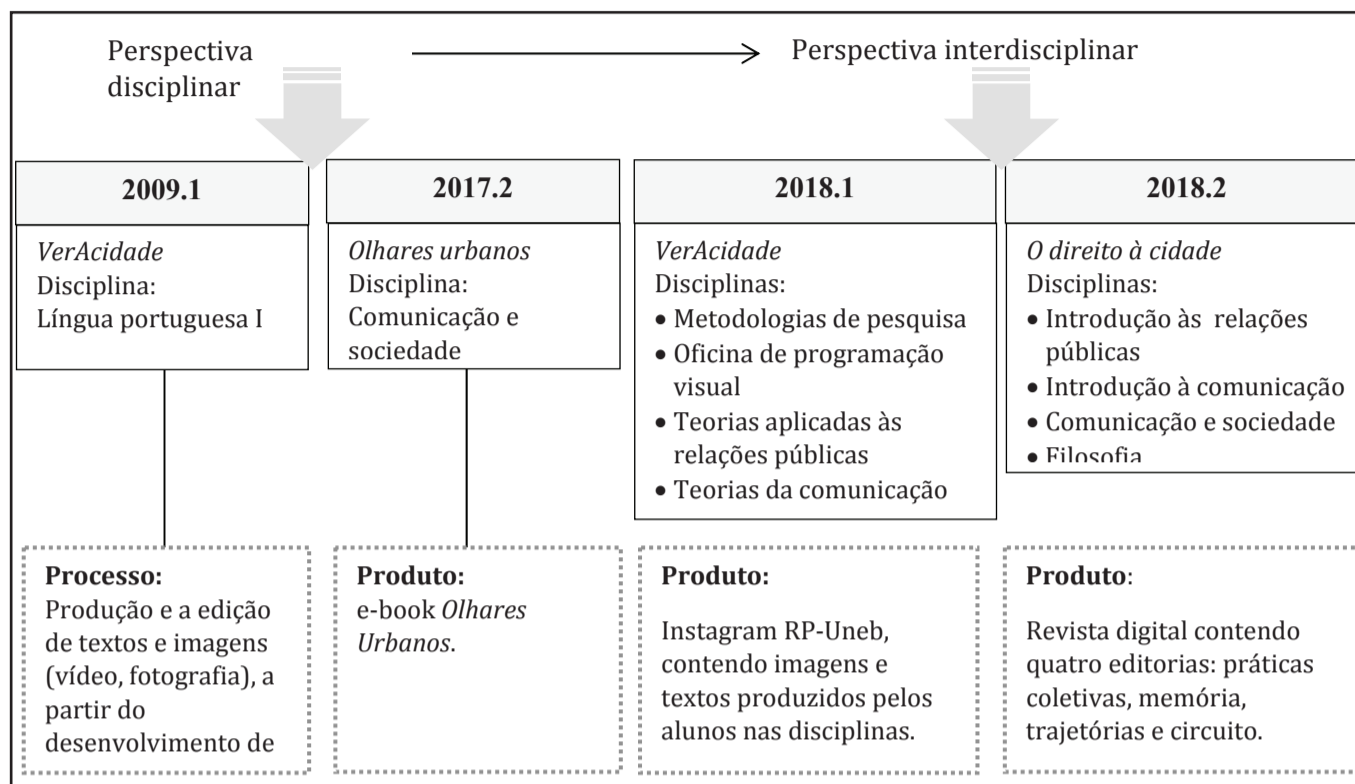 Perspectiva
disciplinar
Perspectiva interdisciplinar
2009.1
VerAcidade
Disciplina:
Língua portuguesa I
2017.2
Olhares urbanos
Disciplina:
Comunicação e
sociedade
2018.1
VerAcidade
Disciplinas:
• Metodologias de pesquisa
• Oficina de programação
visual
• Teorias aplicadas às
relações públicas
• Teorias da comunicação
2018.2
O direito à cidade
Disciplinas:
• Introdução às relações
públicas
• Introdução à comunicação
• Comunicação e sociedade
• Filosofia
Processo:
Produção e a edição
de textos e imagens
(vídeo, fotografia), a
partir do
desenvolvimento de
Produto:
e-book Olhares
Urbanos.
Produto:
Instagram RP-Uneb,
contendo imagens e
textos produzidos pelos
alunos nas disciplinas.
Produto:
Revista digital contendo
quatro editorias: práticas
coletivas, memória,
trajetórias e circuito.